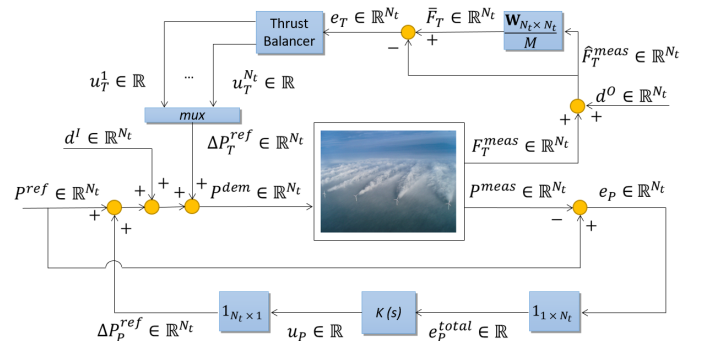 Thrust
Balancer
e_T ∈ ℝ^{N_t}
F̄_T ∈ ℝ^{N_t}
W_{N_t × N_t}
M
−
+
F̂_T^{meas} ∈ ℝ^{N_t}
u_T^1 ∈ ℝ
...
u_T^{N_t} ∈ ℝ
mux
d^O ∈ ℝ^{N_t}
+
+
d^I ∈ ℝ^{N_t}
ΔP_T^{ref} ∈ ℝ^{N_t}
F_T^{meas} ∈ ℝ^{N_t}
P^{ref} ∈ ℝ^{N_t}
+
+
+
+
+
+
P^{dem} ∈ ℝ^{N_t}
P^{meas} ∈ ℝ^{N_t}
e_P ∈ ℝ^{N_t}
−
+
1_{N_t × 1}
K (s)
1_{1 × N_t}
ΔP_P^{ref} ∈ ℝ^{N_t}
u_P ∈ ℝ
e_P^{total} ∈ ℝ